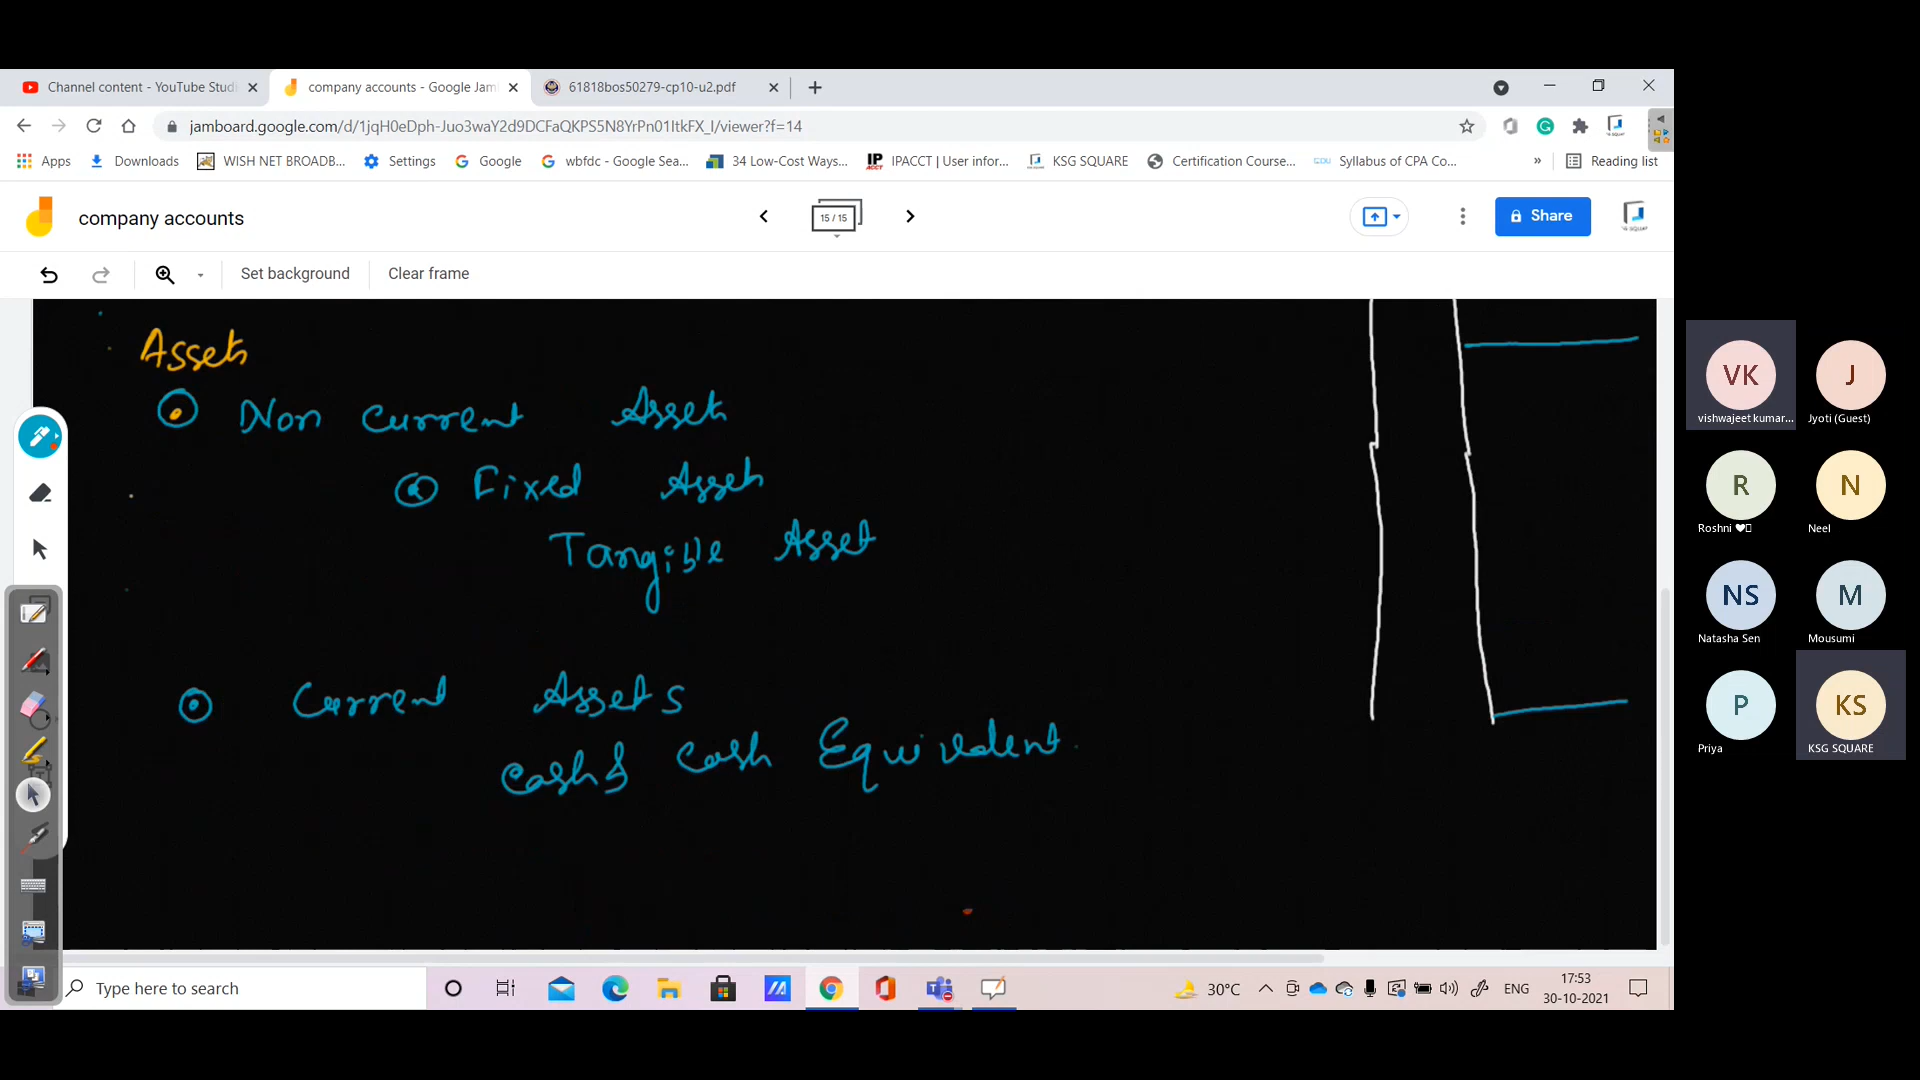 Channel content - YouTube Studi
company accounts - Google Jam
61818bos50279-cp10-u2.pdf
jamboard.google.com/d/1jqH0eDph-Juo3waY2d9DCFaQKPS5N8YrPn01ItkFX_I/viewer?f=14
Apps
Downloads
WISH NET BROADB...
Settings
Google
wbfdc - Google Sea...
34 Low-Cost Ways...
IPACCT | User infor...
KSG SQUARE
Certification Course...
Syllabus of CPA Co...
»
Reading list
company accounts
15 / 15
Share
Set background
Clear frame
Assets
Non Current Asset
(a) Fixed Asset
Tangible Asset
Current Assets
Cash & Cash Equivalent
VK
vishwajeet kumar...
J
Jyoti (Guest)
R
Roshni ❤
N
Neel
NS
Natasha Sen
M
Mousumi
P
Priya
KS
KSG SQUARE
Type here to search
30°C
ENG
17:53
30-10-2021